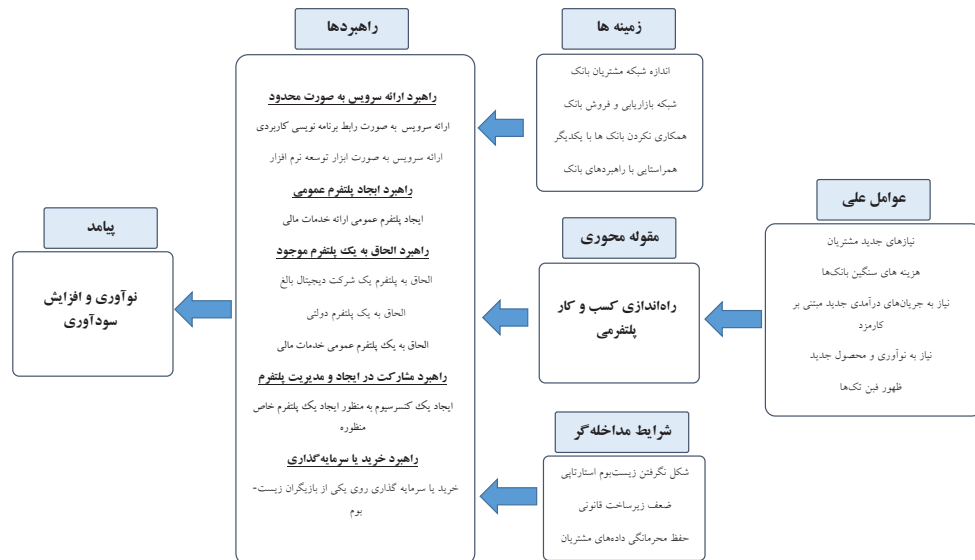 عوامل علی
نیازهای جدید مشتریان
هزینه های سنگین بانک‌ها
نیاز به جریان‌های درآمدی جدید مبتنی بر
کارمزد
نیاز به نوآوری و محصول جدید
ظهور فین تک‌ها
زمینه ها
اندازه شبکه مشتریان بانک
شبکه بازاریابی و فروش بانک
همکاری نکردن بانک ها با یکدیگر
همراستایی با راهبردهای بانک
مقوله محوری
راه‌اندازی کسب و کار
پلتفرمی
شرایط مداخله‌گر
شکل نگرفتن زیست‌بوم استارتاپی
ضعف زیرساخت قانونی
حفظ محرمانگی داده‌های مشتریان
راهبردها
راهبرد ارائه سرویس به صورت محدود
ارائه سرویس به صورت رابط برنامه نویسی کاربردی
ارائه سرویس به صورت ابزار توسعه نرم افزار
راهبرد ایجاد پلتفرم عمومی
ایجاد پلتفرم عمومی ارائه خدمات مالی
راهبرد الحاق به یک پلتفرم موجود
الحاق به پلتفرم یک شرکت دیجیتال بالغ
الحاق به یک پلتفرم دولتی
الحاق به یک پلتفرم عمومی خدمات مالی
راهبرد مشارکت در ایجاد و مدیریت پلتفرم
ایجاد یک کنسرسیوم به منظور ایجاد یک پلتفرم خاص
منظوره
راهبرد خرید یا سرمایه‌گذاری
خرید یا سرمایه گذاری روی یکی از بازیگران زیست-
بوم
پیامد
نوآوری و افزایش
سودآوری